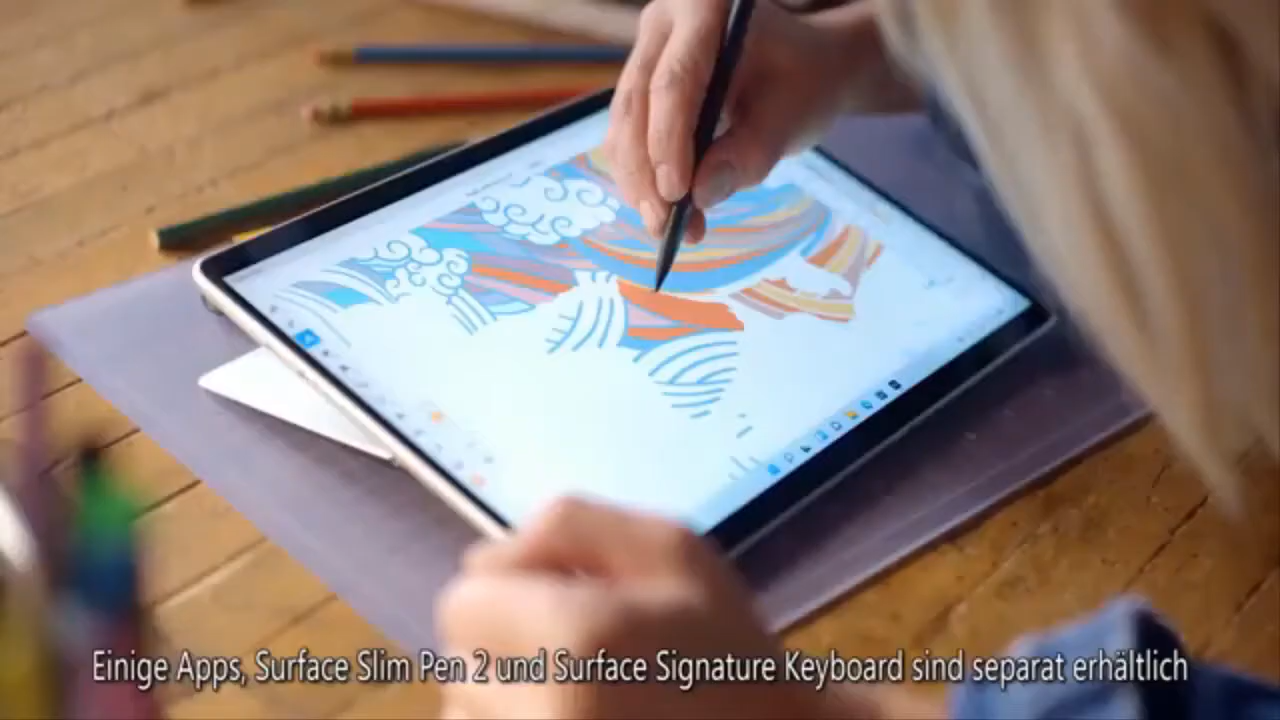 Einige Apps, Surface Slim Pen 2 und Surface Signature Keyboard sind separat erhältlich